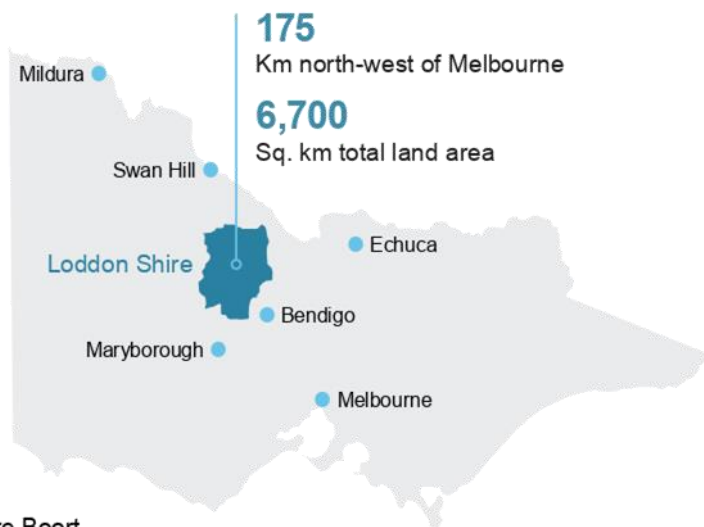 175
Km north-west of Melbourne
6,700
Sq. km total land area
Mildura
Swan Hill
Echuca
Loddon Shire
Bendigo
Maryborough
Melbourne
Boort